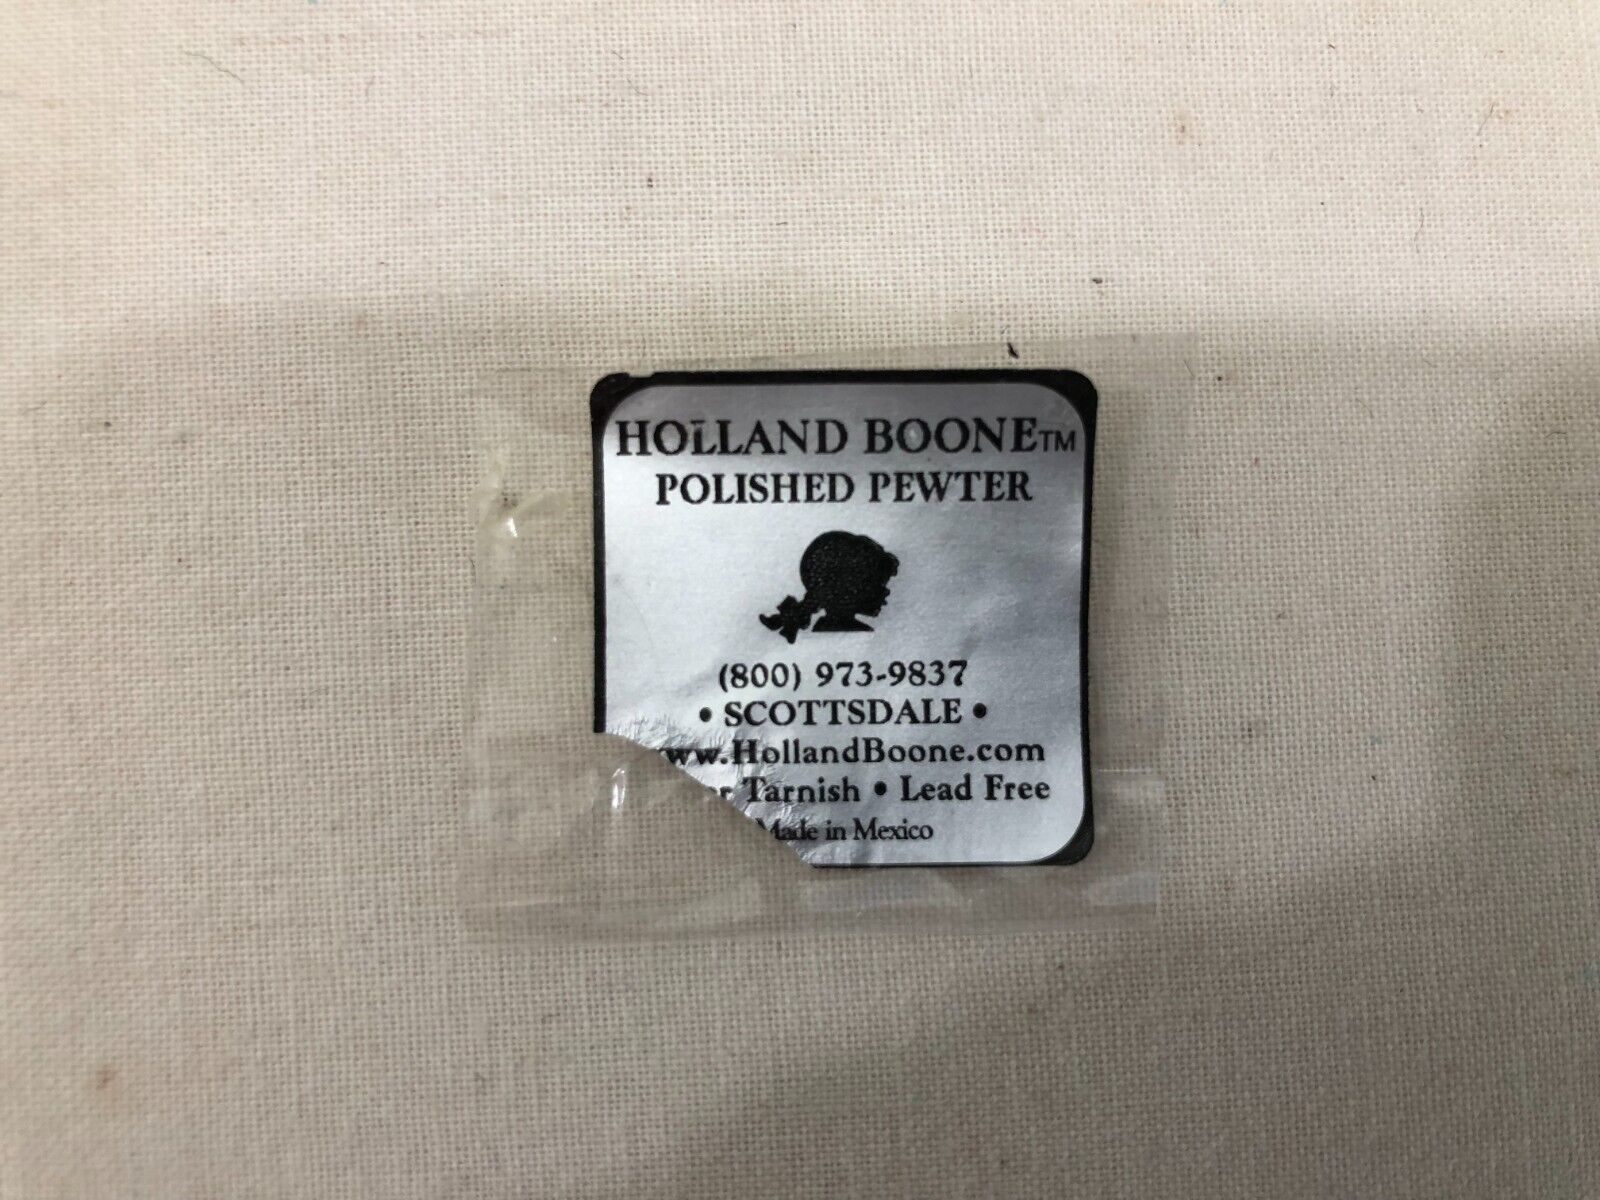 HOLLAND BOONE™
POLISHED PEWTER
(800) 973-9837
• SCOTTSDALE •
ww.HollandBoone.com
Tarnish • Lead Free
Made in Mexico